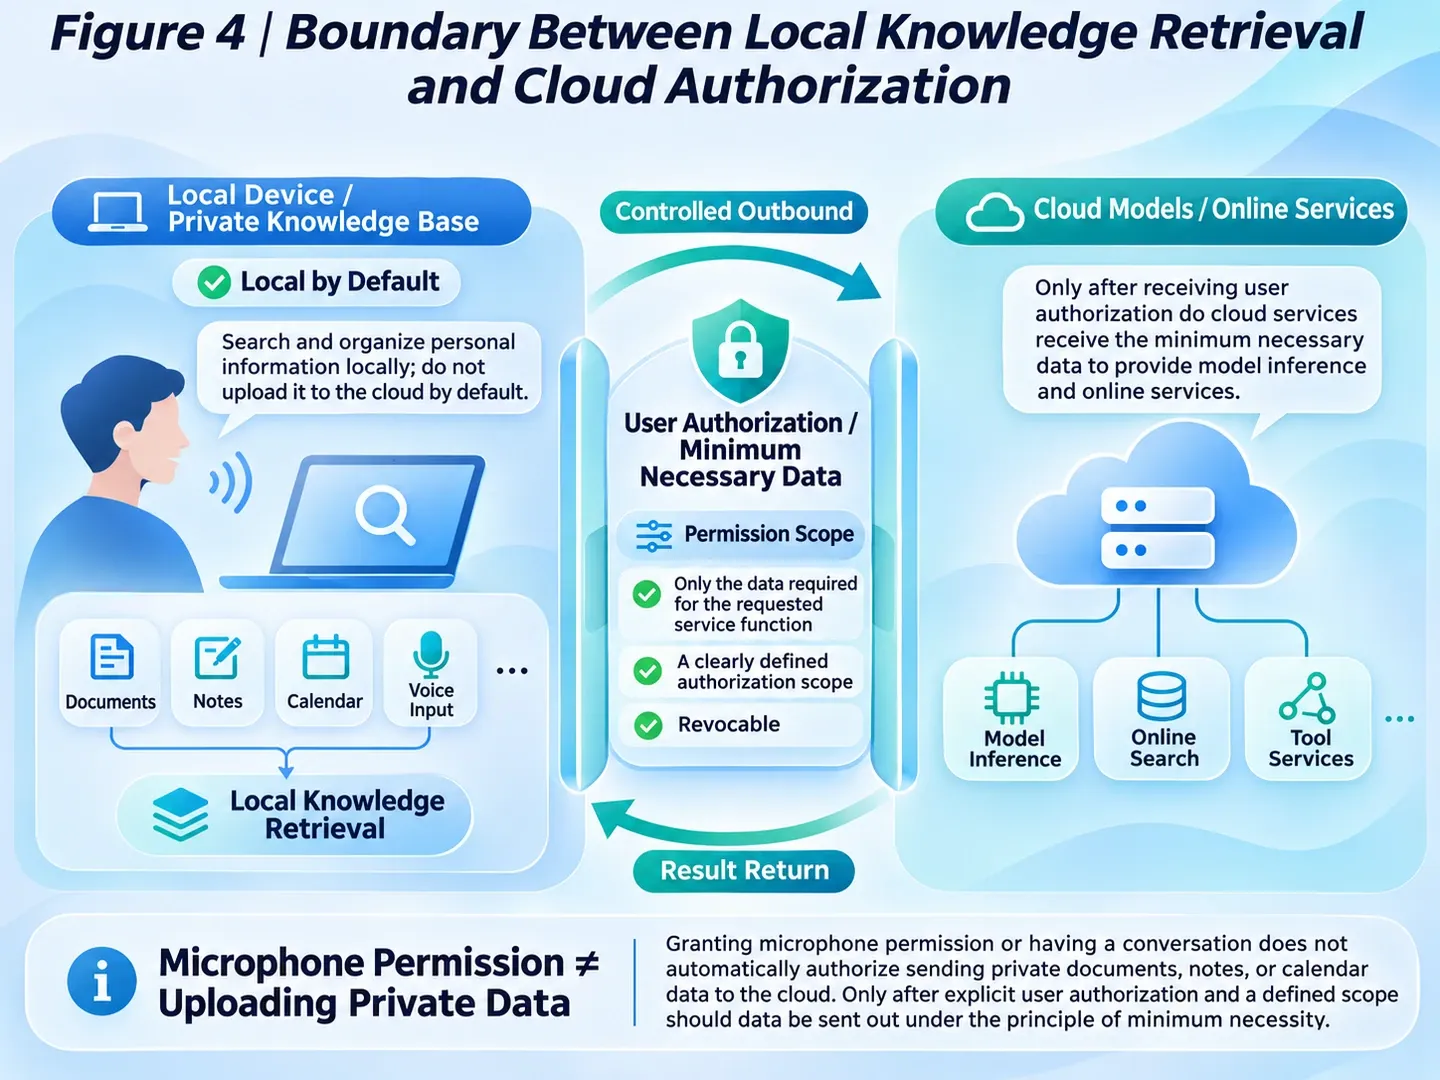 Figure 4 | Boundary Between Local Knowledge Retrieval
and Cloud Authorization
Local Device /
Private Knowledge Base
Local by Default
Search and organize personal
information locally; do not
upload it to the cloud by default.
Documents
Notes
Calendar
Voice
Input
...
Local Knowledge
Retrieval
Controlled Outbound
User Authorization /
Minimum
Necessary Data
Permission Scope
Only the data required
for the requested
service function
A clearly defined
authorization scope
Revocable
Result Return
Cloud Models / Online Services
Only after receiving user
authorization do cloud services
receive the minimum necessary
data to provide model inference
and online services.
Model
Inference
Online
Search
Tool
Services
...
Microphone Permission ≠
Uploading Private Data
Granting microphone permission or having a conversation does not
automatically authorize sending private documents, notes, or calendar
data to the cloud. Only after explicit user authorization and a defined scope
should data be sent out under the principle of minimum necessity.